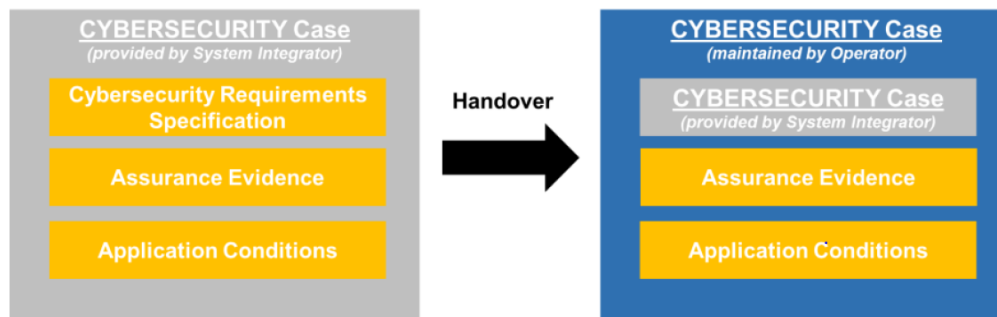 CYBERSECURITY Case
(provided by System Integrator)
Cybersecurity Requirements
Specification
Assurance Evidence
Application Conditions
Handover
CYBERSECURITY Case
(maintained by Operator)
CYBERSECURITY Case
(provided by System Integrator)
Assurance Evidence
Application Conditions